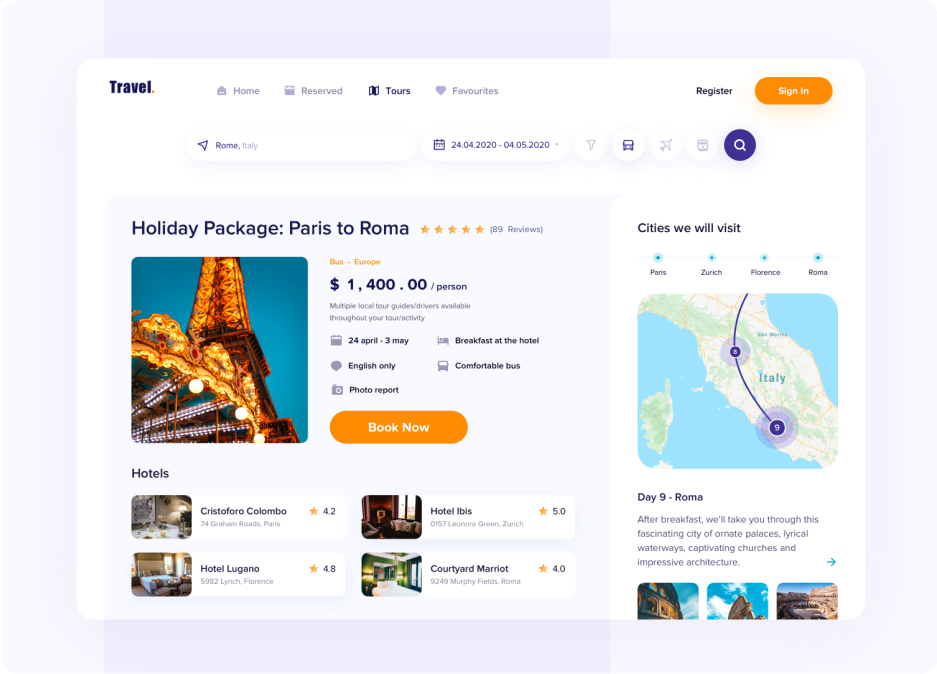 Travel.
Home
Reserved
Tours
Favourites
Register
Sign In
Rome, Italy
24.04.2020 - 04.05.2020
Holiday Package: Paris to Roma
(89 Reviews)
Bus - Europe
$ 1,400.00 / person
Multiple local tour guides/drivers available
throughout your tour/activity
24 april - 3 may
Breakfast at the hotel
English only
Comfortable bus
Photo report
Book Now
Hotels
Cristoforo Colombo
4.2
74 Graham Roads, Paris
Hotel Ibis
5.0
0157 Leonora Green, Zurich
Hotel Lugano
4.8
5982 Lynch, Florence
Courtyard Marriot
4.0
9249 Murphy Fields, Roma
Cities we will visit
Paris
Zurich
Florence
Roma
San Marino
8
Italy
9
Day 9 - Roma
After breakfast, we'll take you through this
fascinating city of ornate palaces, lyrical
waterways, captivating churches and
impressive architecture.